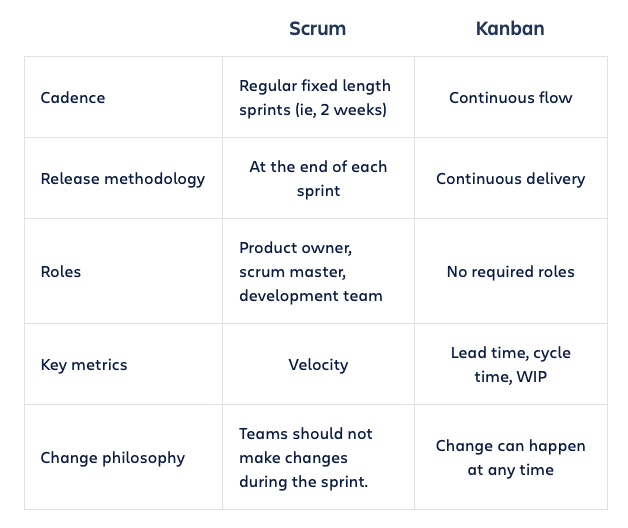 Scrum Kanban
Cadence
Regular fixed length
sprints (ie, 2 weeks)
Continuous flow
Release methodology
At the end of each
sprint
Continuous delivery
Roles
Product owner,
scrum master,
development team
No required roles
Key metrics
Velocity
Lead time, cycle
time, WIP
Change philosophy
Teams should not
make changes
during the sprint.
Change can happen
at any time